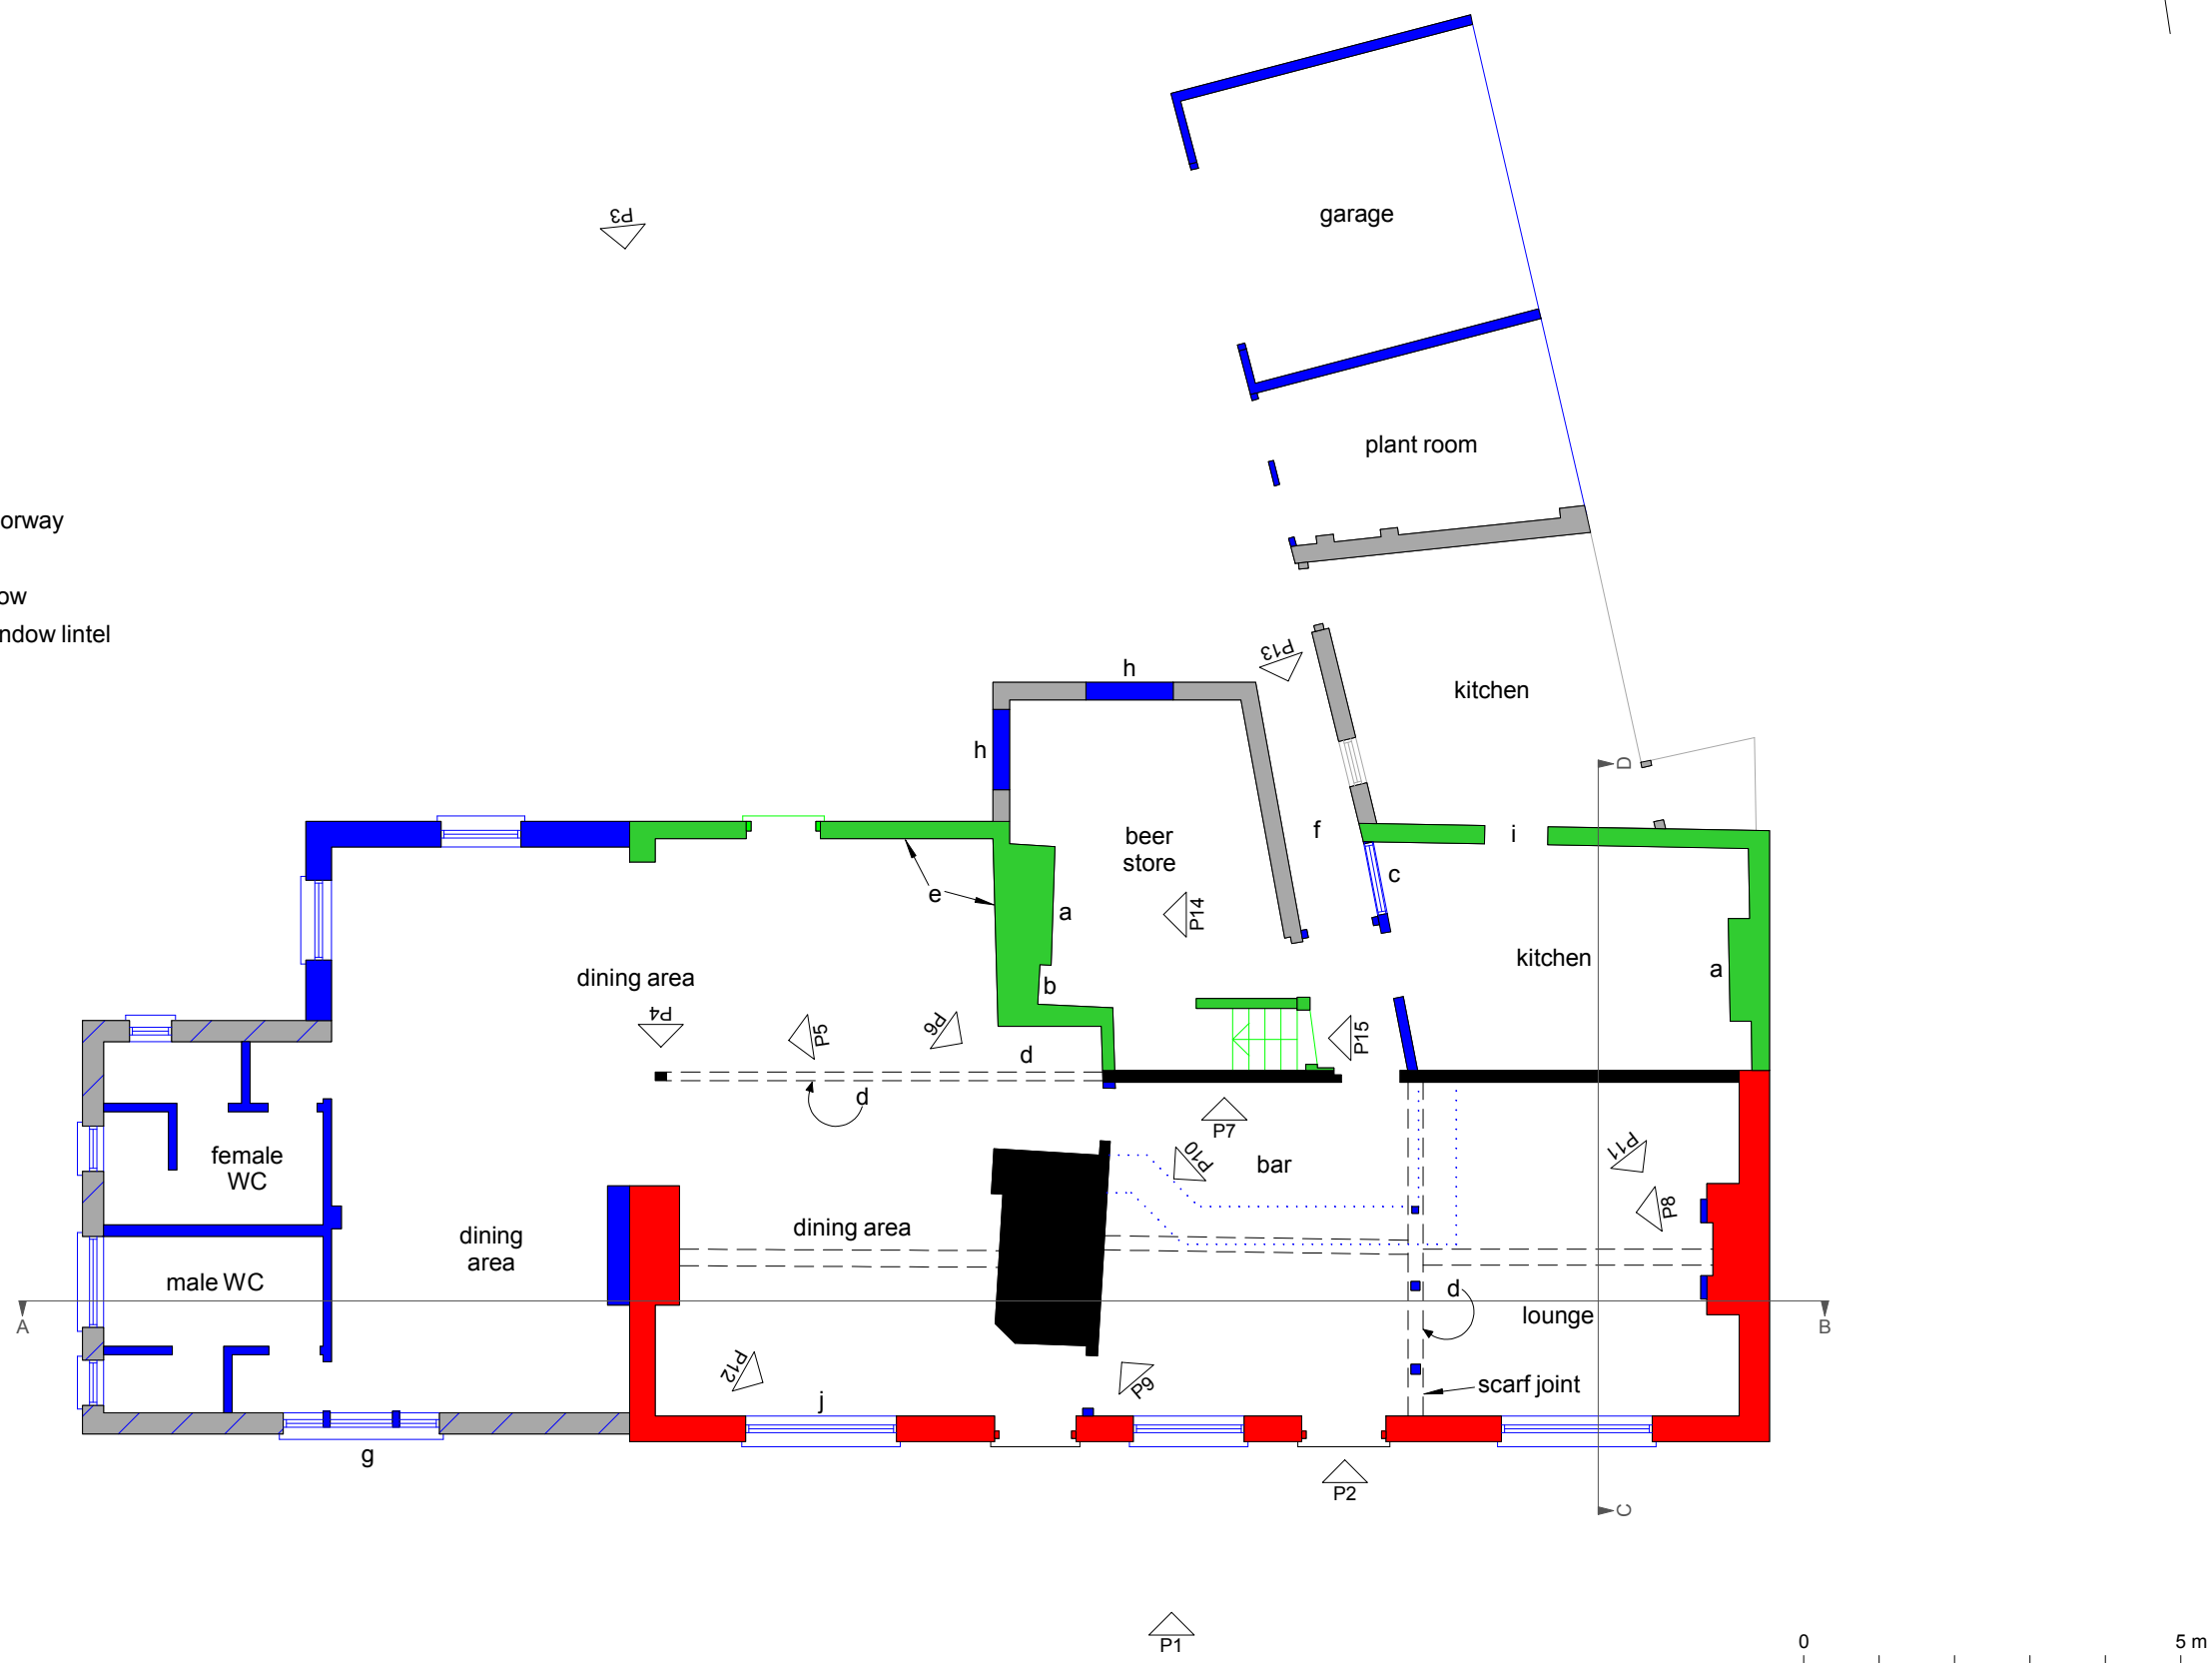 P3
garage
plant room
orway
ow
ndow lintel
P13
h
kitchen
h
D
beer
store
f
i
c
e
a
P14
dining area
kitchen
a
b
P4
P5
P6
d
P15
d
P7
P10
bar
P11
female
WC
P8
dining
area
dining area
male WC
d
lounge
A
B
P12
P9
scarf joint
j
g
P2
C
P1
0
5 m